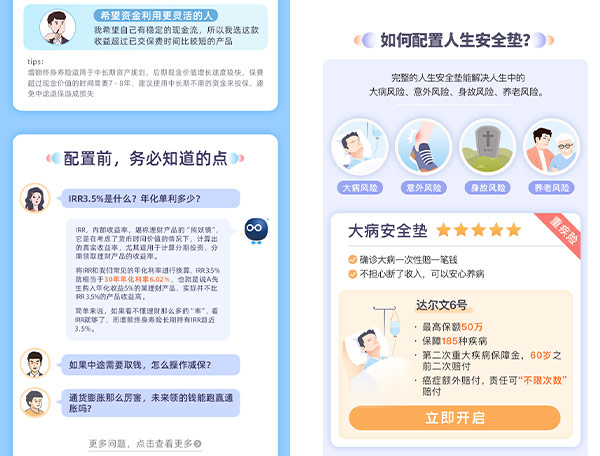 希望资金利用更灵活的人
我希望自己有稳定的现金流，所以我选这款
收益超过已交保费时间比较短的产品
tips:
增额终身寿险适用于中长期资产规划，后期现金价值增长速度较快，保费
超过现金价值的时间需要7-8年，建议使用中长期不用的资金来投保，避
免中途退保造成损失
配置前，务必知道的点
IRR3.5%是什么？年化单利多少？
IRR，内部收益率，堪称理财产品的“照妖镜”，
它是在考虑了货币时间价值的情况下，计算出
的真实收益率，尤其适用于计算分期投资、分
期领取理财产品的收益率。
将IRR和我们常见的年化利率进行换算，IRR3.5%
就相当于30年年化利率6.02%，也就是说A先
生购入年化收益5%的某理财产品，实际并不比
IRR3.5%的产品收益高。
简单来说，如果看不懂理财那么多的“率”，看
IRR就够了，而增额终身寿险长期持有IRR趋近
3.5%。
如果中途需要取钱，怎么操作减保？
通货膨胀那么厉害，未来领的钱能跑赢通
胀吗？
更多问题，点击查看更多
如何配置人生安全垫？
完整的人生安全垫能解决人生中的
大病风险、意外风险、身故风险、养老风险。
大病风险
意外风险
身故风险
养老风险
大病安全垫
重疾险
确诊大病一次性赔一笔钱
不担心断了收入，可以安心养病
达尔文6号
· 最高保额50万
· 保障185种疾病
· 第二次重大疾病保障金，60岁之
前二次赔付
· 癌症额外赔付，责任可“不限次数”
赔付
立即开启